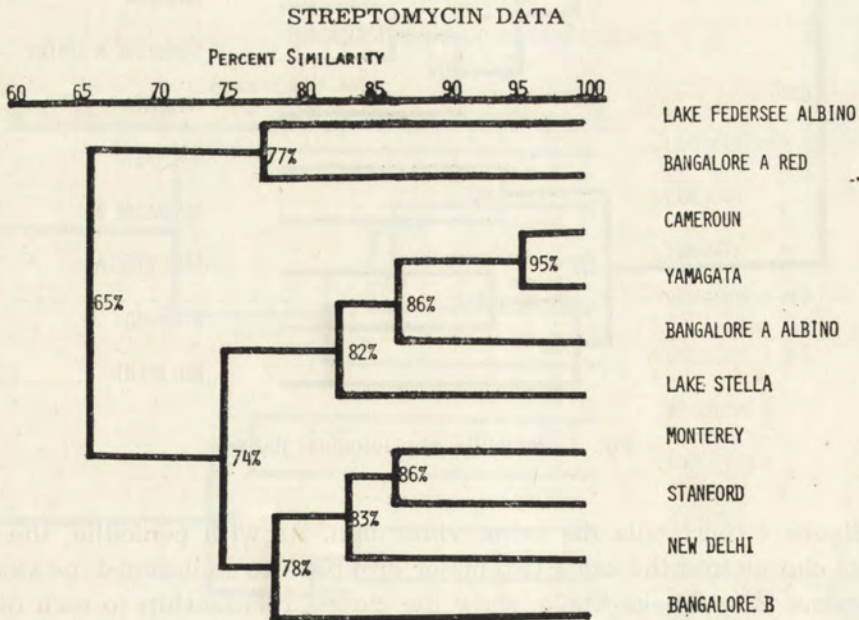 STREPTOMYCIN DATA
PERCENT SIMILARITY
60 65 70 75 80 85 90 95 100
LAKE FEDERSEE ALBINO
77%
BANGALORE A RED
CAMEROUN
95%
YAMAGATA
65%
86%
BANGALORE A ALBINO
82%
LAKE STELLA
MONTEREY
74%
86%
STANFORD
83%
NEW DELHI
78%
BANGALORE B